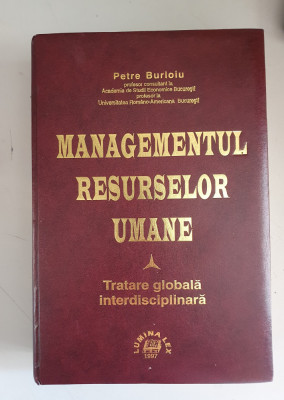 Petre Burloiu
profesor consultant la
Academia de Studii Economice București
profesor la
Universitatea Româno-Americană București
MANAGEMENTUL
RESURSELOR
UMANE
Tratare globală
interdisciplinară
LUMINA LEX
1997